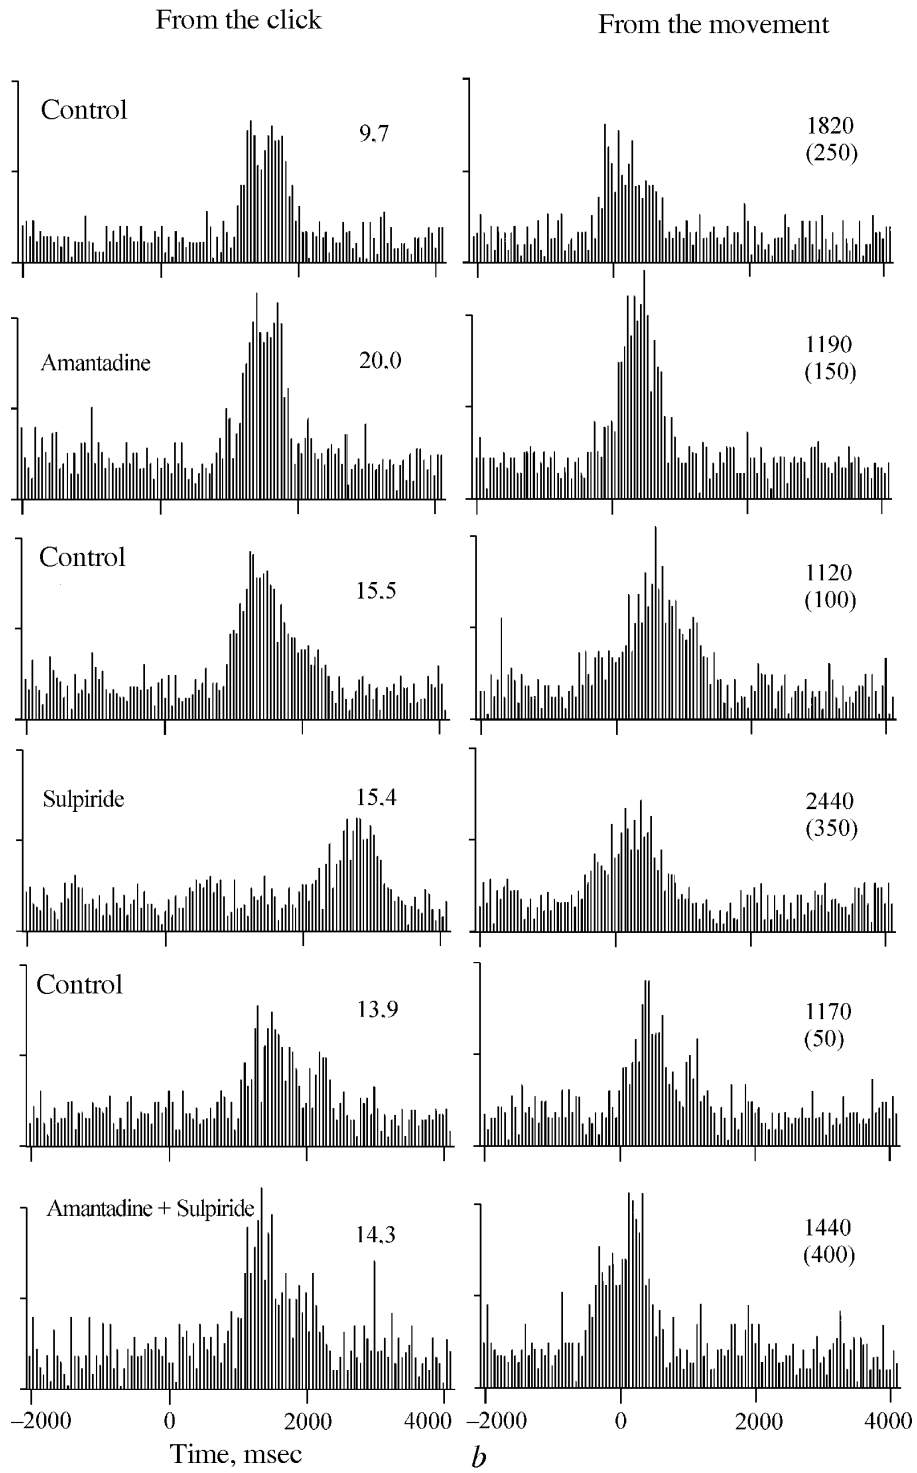 From the click
From the movement
Control
9.7
1820
(250)
Amantadine
20.0
1190
(150)
Control
15.5
1120
(100)
Sulpiride
15.4
2440
(350)
Control
13.9
1170
(50)
Amantadine + Sulpiride
14.3
1440
(400)
–2000 0 2000 4000 –2000 0 2000 4000
Time, msec
b